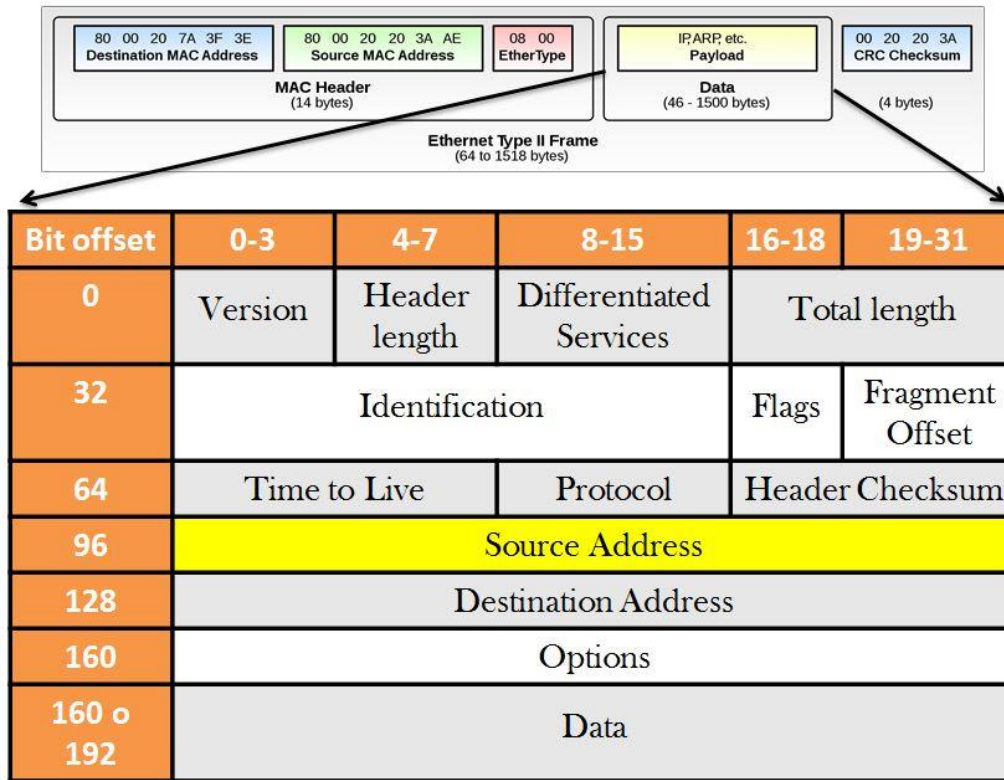 80 00 20 7A 3F 3E
Destination MAC Address
80 00 20 20 3A AE
Source MAC Address
08 00
EtherType
IP, ARP, etc.
Payload
00 20 20 3A
CRC Checksum
MAC Header
(14 bytes)
Data
(46 - 1500 bytes)
(4 byte)
Ethernet Type II Frame
(64 to 1518 bytes)
Bit offset 0-3 4-7 8-15 16-18 19-31
0
Version
Header
length
Differentiated
Services
Total length
32
Identification
Flags
Fragment
Offset
64
Time to Live
Protocol
Header Checksum
96
Source Address
128
Destination Address
160
Options
160 o
192
Data